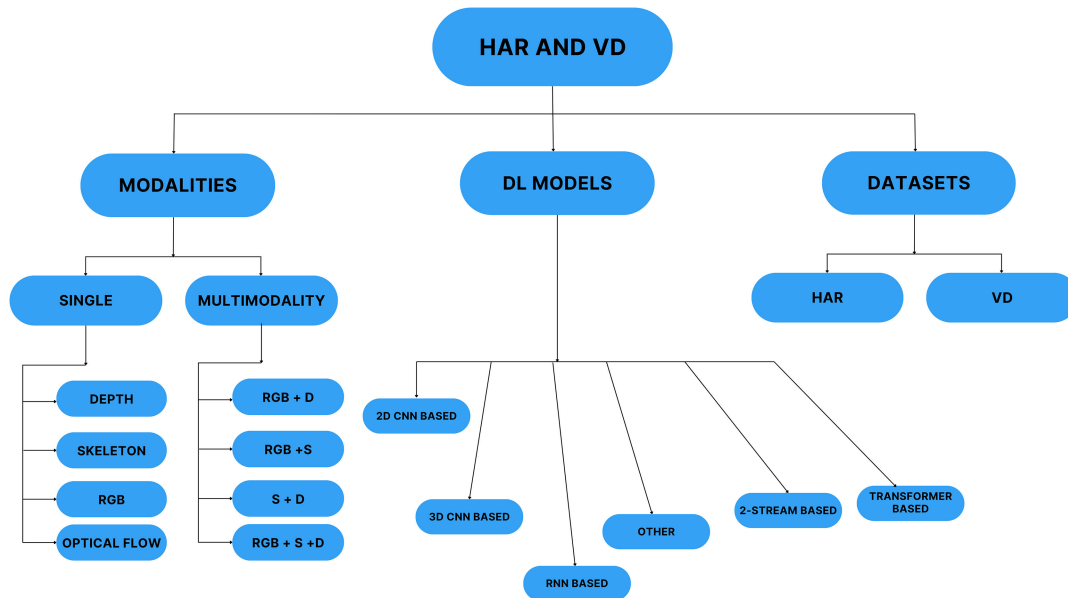 HAR AND VD
MODALITIES
DL MODELS
DATASETS
SINGLE
MULTIMODALITY
HAR
VD
DEPTH
SKELETON
RGB
OPTICAL FLOW
RGB + D
RGB +S
S + D
RGB + S +D
2D CNN BASED
3D CNN BASED
RNN BASED
OTHER
2-STREAM BASED
TRANSFORMER
BASED